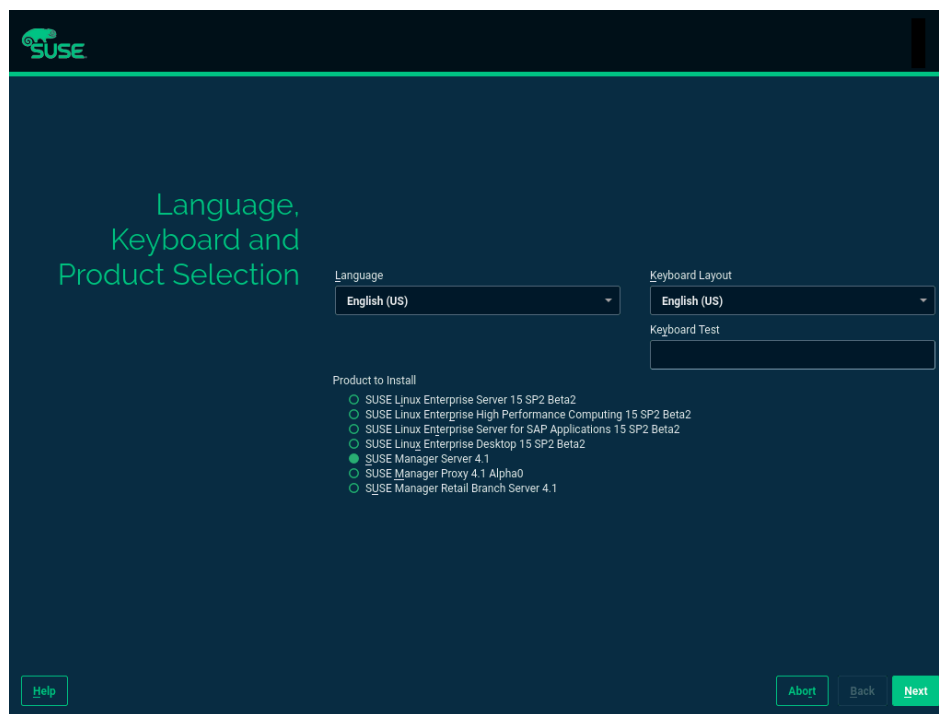 SUSE
Language,
Keyboard and
Product Selection
Language
Keyboard Layout
English (US)
English (US)
Keyboard Test
Product to Install
SUSE Linux Enterprise Server 15 SP2 Beta2
SUSE Linux Enterprise High Performance Computing 15 SP2 Beta2
SUSE Linux Enterprise Server for SAP Applications 15 SP2 Beta2
SUSE Linux Enterprise Desktop 15 SP2 Beta2
SUSE Manager Server 4.1
SUSE Manager Proxy 4.1 Alpha0
SUSE Manager Retail Branch Server 4.1
Help
Abort
Back
Next